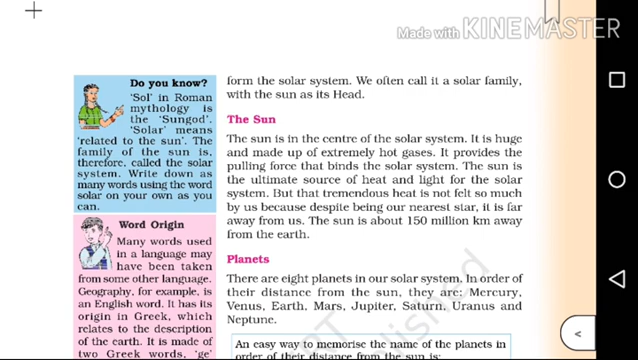 Made with KINEMASTER
Do you know?
'Sol' in Roman
mythology is
the 'Sungod'.
'Solar' means
'related to the sun'. The
family of the sun is,
therefore, called the solar
system. Write down as
many words using the word
solar on your own as you
can.
Word Origin
Many words used
in a language may
have been taken
from some other language.
Geography, for example, is
an English word. It has its
origin in Greek, which
relates to the description
of the earth. It is made of
two Greek words, 'ge'
form the solar system. We often call it a solar family,
with the sun as its Head.
The Sun
The sun is in the centre of the solar system. It is huge
and made up of extremely hot gases. It provides the
pulling force that binds the solar system. The sun is
the ultimate source of heat and light for the solar
system. But that tremendous heat is not felt so much
by us because despite being our nearest star, it is far
away from us. The sun is about 150 million km away
from the earth.
Planets
There are eight planets in our solar system. In order of
their distance from the sun, they are: Mercury,
Venus, Earth, Mars, Jupiter, Saturn, Uranus and
Neptune.
An easy way to memorise the name of the planets in
order of their distance from the sun is: